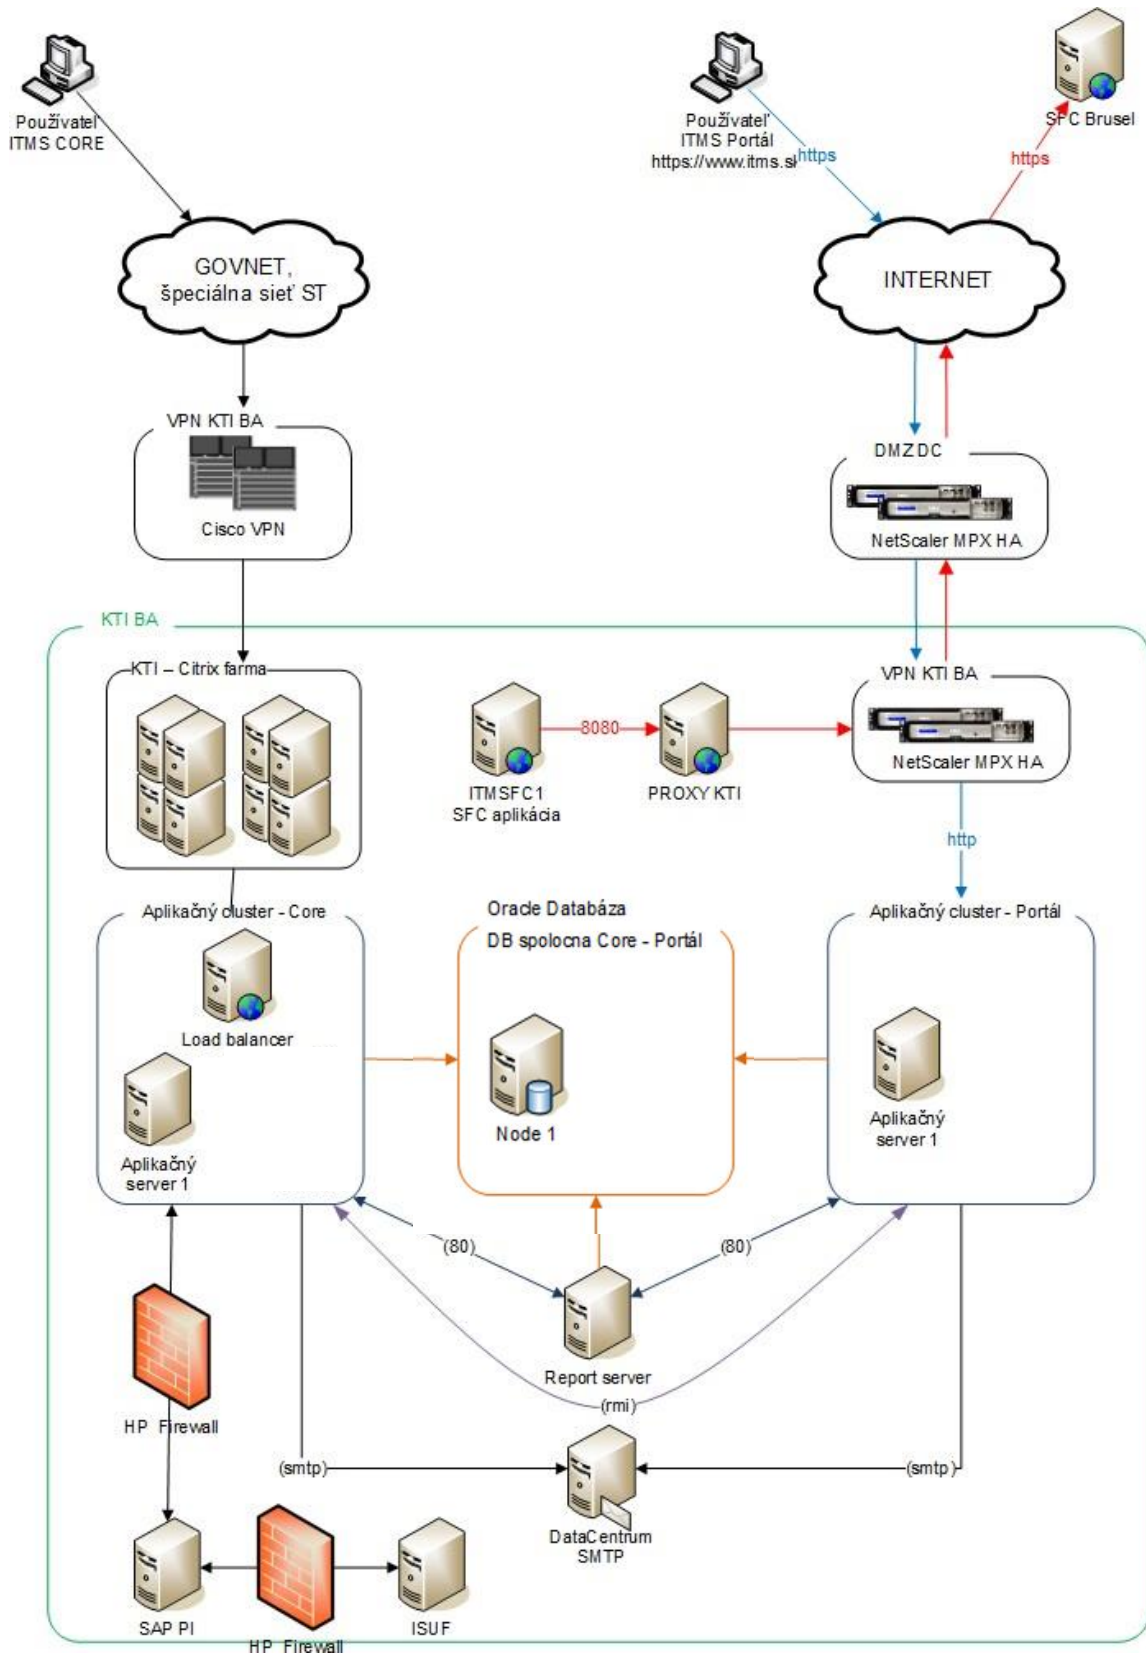 Používateľ
ITMS CORE
Používateľ
ITMS Portál
https://www.itms.sk
https
https
SFC Brusel
GOVNET,
špeciálna sieť ST
INTERNET
VPN KTI BA
Cisco VPN
DMZ DC
NetScaler MPX HA
KTI BA
KTI – Citrix farma
VPN KTI BA
NetScaler MPX HA
8080
ITMSFC1
SFC aplikácia
PROXY KTI
http
Aplikačný cluster - Core
Load balancer
Aplikačný
server 1
Oracle Databáza
DB spolocna Core - Portál
Node 1
Aplikačný cluster - Portál
Aplikačný
server 1
(80)
(80)
Report server
(rmi)
HP Firewall
(smtp)
(smtp)
DataCentrum
SMTP
SAP PI
HP Firewall
ISUF